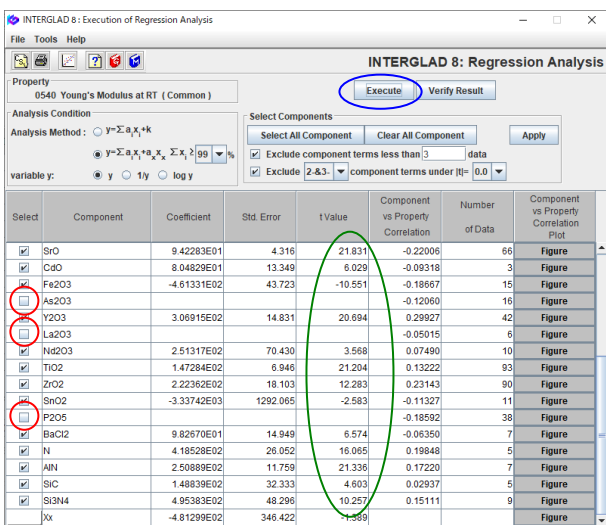 INTERGLAD 8 : Execution of Regression Analysis
File Tools Help
INTERGLAD 8: Regression Analysis
Property
0540 Young's Modulus at RT ( Common )
Execute Verify Result
Analysis Condition
Analysis Method : y=Σaixi+k
y=Σaixi+axxx Σxi≥ 99 %
variable y: y 1/y log y
Select Components
Select All Component Clear All Component Apply
Exclude component terms less than 3 data
Exclude 2-&3- component terms under |t|= 0.0
Select Component Coefficient Std. Error t Value Component vs Property Correlation Number of Data Component vs Property Correlation Plot
SrO 9.42283E01 4.316 21.831 -0.22006 66 Figure
CdO 8.04829E01 13.349 6.029 -0.09318 3 Figure
Fe2O3 -4.61331E02 43.723 -10.551 -0.18667 15 Figure
As2O3 -0.12060 16 Figure
Y2O3 3.06915E02 14.831 20.694 0.29927 42 Figure
La2O3 -0.05015 6 Figure
Nd2O3 2.51317E02 70.430 3.568 0.07490 10 Figure
TiO2 1.47284E02 6.946 21.204 0.13222 93 Figure
ZrO2 2.22362E02 18.103 12.283 0.23143 90 Figure
SnO2 -3.33742E03 1292.065 -2.583 -0.11327 11 Figure
P2O5 -0.18592 38 Figure
BaCl2 9.82670E01 14.949 6.574 -0.06350 7 Figure
N 4.18528E02 26.052 16.065 0.19848 5 Figure
AlN 2.50889E02 11.759 21.336 0.17220 7 Figure
SiC 1.48839E02 32.333 4.603 0.02937 5 Figure
Si3N4 4.95383E02 48.296 10.257 0.15111 9 Figure
Xx -4.81299E02 346.422 -1.389